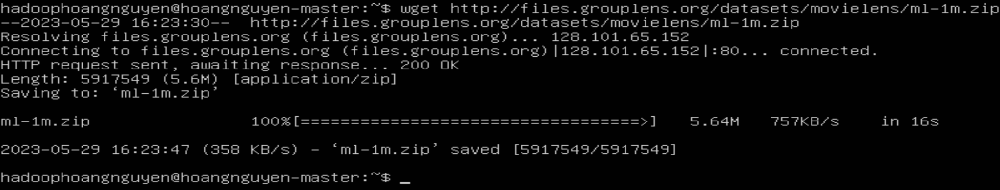 hadoophoangnguyen@hoangnguyen-master:~$ wget http://files.grouplens.org/datasets/movielens/ml-1m.zip
--2023-05-29 16:23:30--  http://files.grouplens.org/datasets/movielens/ml-1m.zip
Resolving files.grouplens.org (files.grouplens.org)... 128.101.65.152
Connecting to files.grouplens.org (files.grouplens.org)|128.101.65.152|:80... connected.
HTTP request sent, awaiting response... 200 OK
Length: 5917549 (5.6M) [application/zip]
Saving to: ‘ml-1m.zip’
ml-1m.zip 100%[==================================>] 5.64M 757KB/s in 16s
2023-05-29 16:23:47 (358 KB/s) - ‘ml-1m.zip’ saved [5917549/5917549]
hadoophoangnguyen@hoangnguyen-master:~$ _